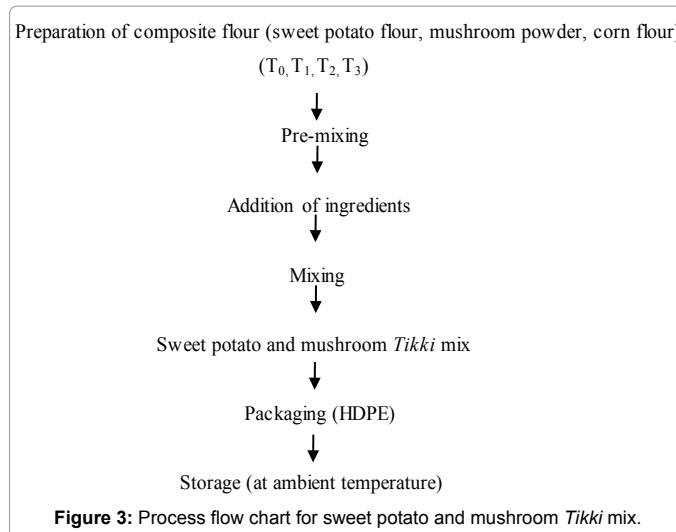 Preparation of composite flour (sweet potato flour, mushroom powder, corn flour)
(T₀, T₁, T₂, T₃)
Pre-mixing
Addition of ingredients
Mixing
Sweet potato and mushroom Tikki mix
Packaging (HDPE)
Storage (at ambient temperature)
Figure 3: Process flow chart for sweet potato and mushroom Tikki mix.